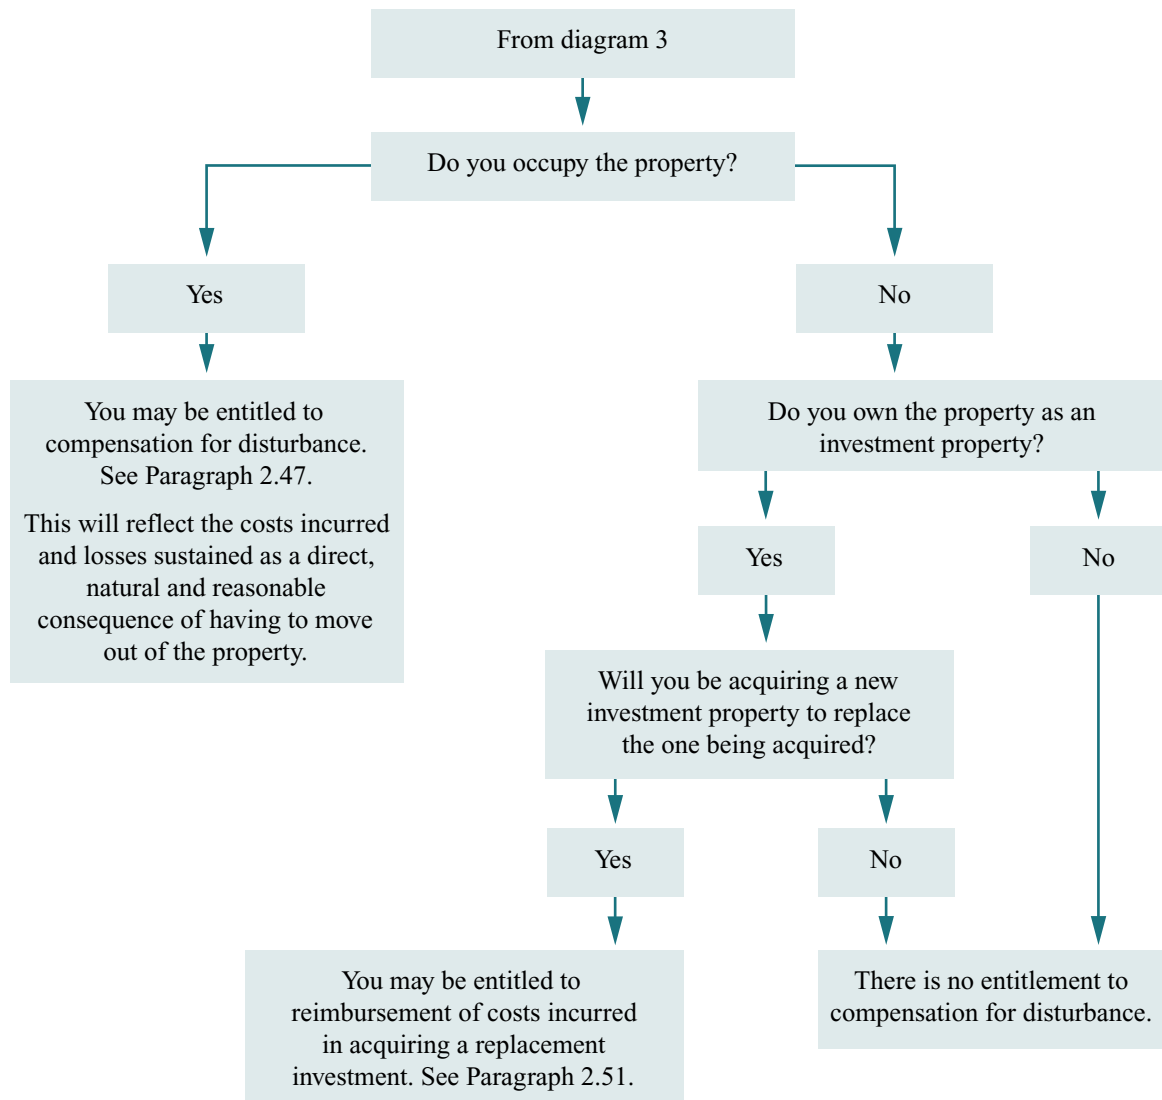 From diagram 3
Do you occupy the property?
Yes
No
You may be entitled to
compensation for disturbance.
See Paragraph 2.47.
This will reflect the costs incurred
and losses sustained as a direct,
natural and reasonable
consequence of having to move
out of the property.
Do you own the property as an
investment property?
Yes
No
Will you be acquiring a new
investment property to replace
the one being acquired?
Yes
No
You may be entitled to
reimbursement of costs incurred
in acquiring a replacement
investment. See Paragraph 2.51.
There is no entitlement to
compensation for disturbance.